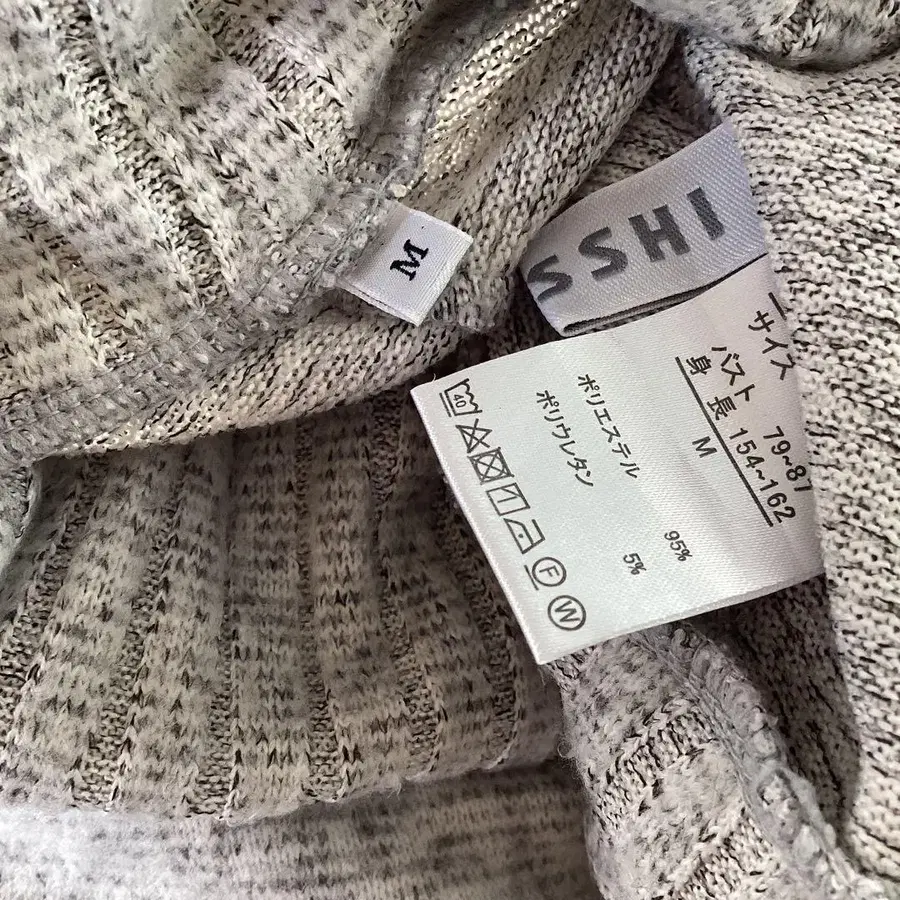 M
SSHI
サイズ
バスト 79~87
身長 154~162
M
ポリエステル 95%
ポリウレタン 5%
40
F
W